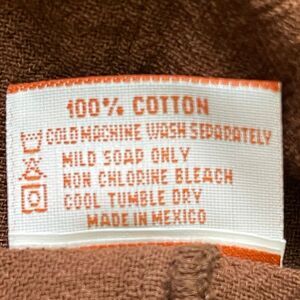 100% COTTON
COLD MACHINE WASH SEPARATELY
MILD SOAP ONLY
NON CHLORINE BLEACH
COOL TUMBLE DRY
MADE IN MEXICO